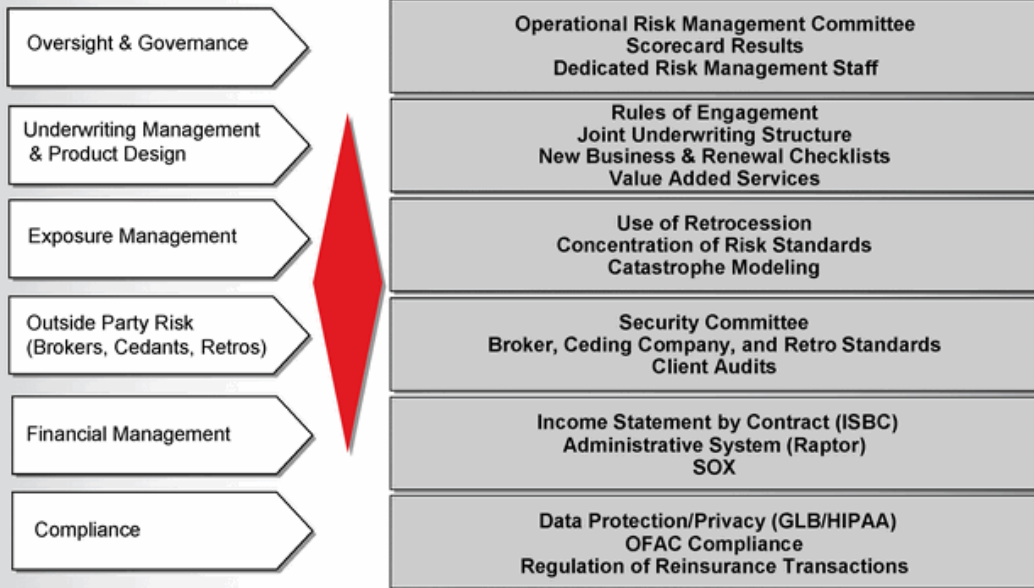 Oversight & Governance
Operational Risk Management Committee
Scorecard Results
Dedicated Risk Management Staff
Underwriting Management
& Product Design
Rules of Engagement
Joint Underwriting Structure
New Business & Renewal Checklists
Value Added Services
Exposure Management
Use of Retrocession
Concentration of Risk Standards
Catastrophe Modeling
Outside Party Risk
(Brokers, Cedants, Retros)
Security Committee
Broker, Ceding Company, and Retro Standards
Client Audits
Financial Management
Income Statement by Contract (ISBC)
Administrative System (Raptor)
SOX
Compliance
Data Protection/Privacy (GLB/HIPAA)
OFAC Compliance
Regulation of Reinsurance Transactions